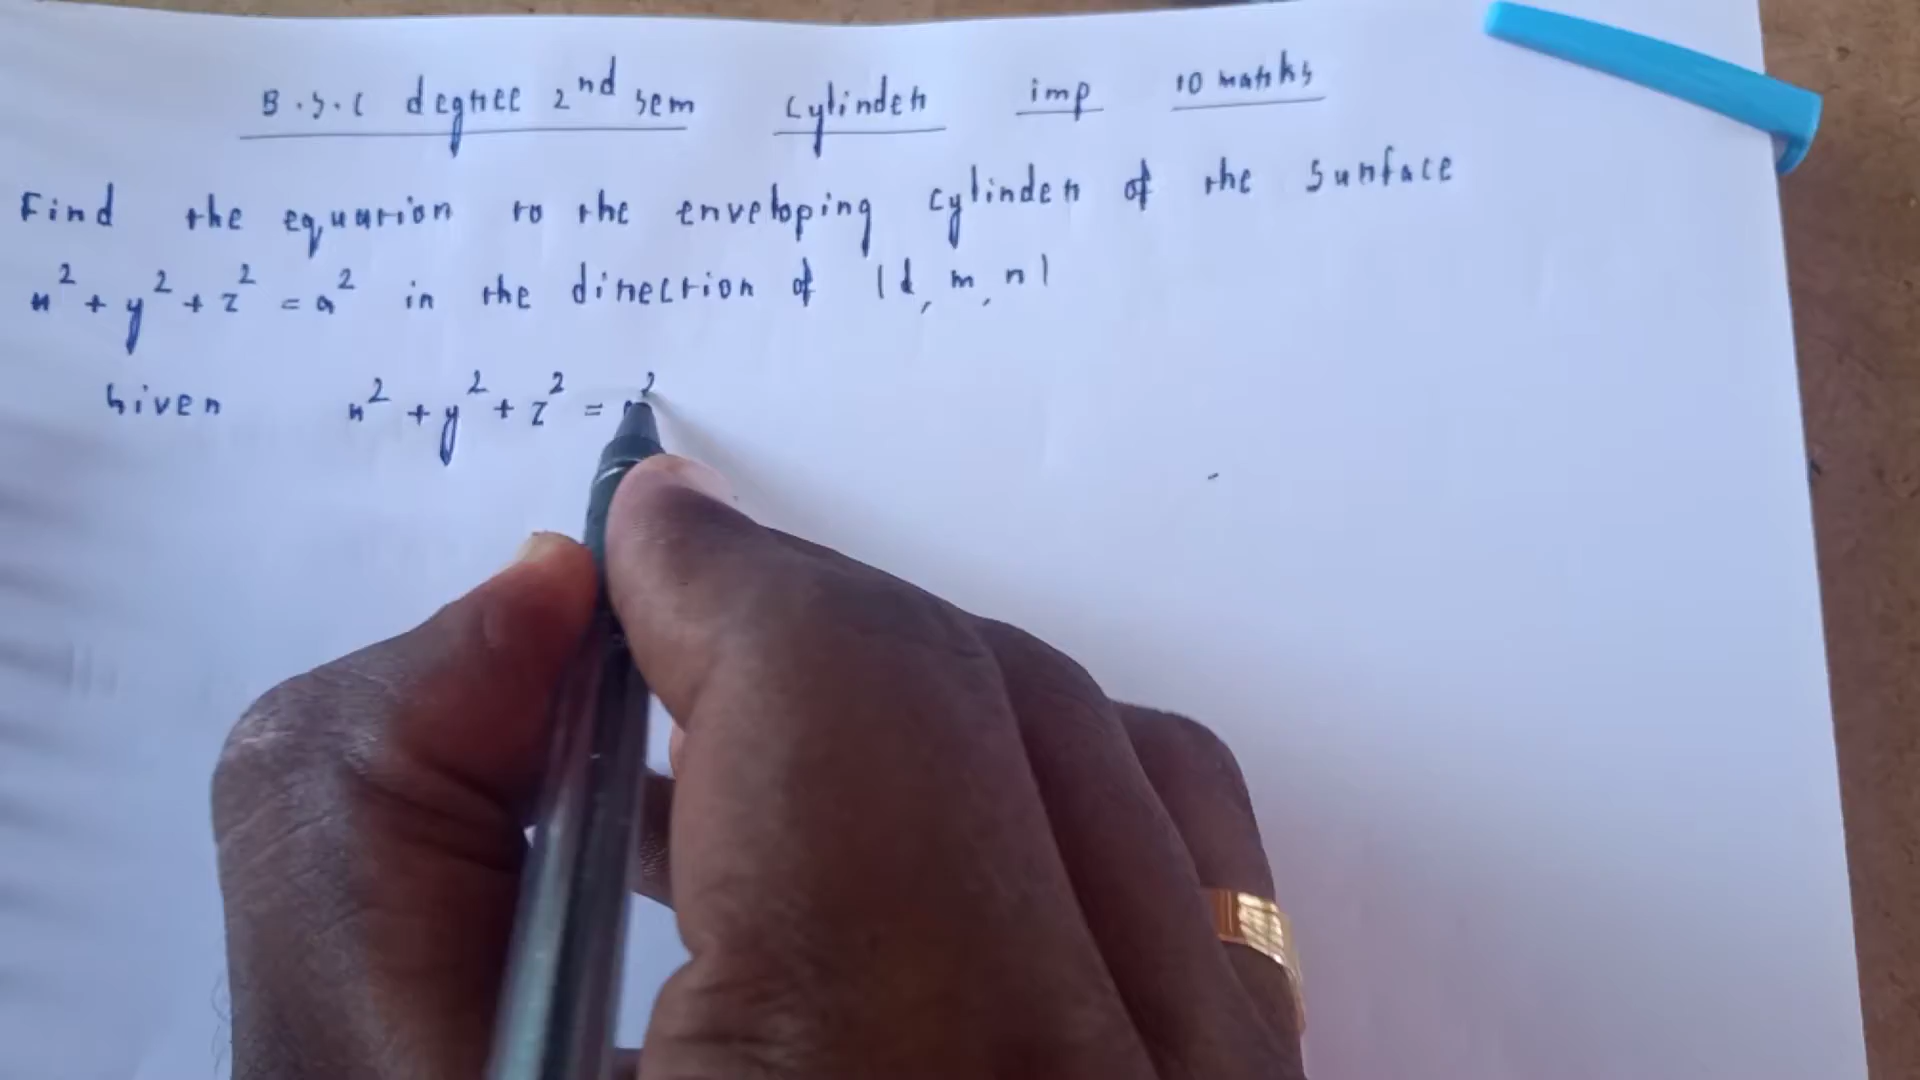 B.S.C degree 2nd sem cylinder imp 10 marks
Find the equation to the enveloping cylinder of the surface
x² + y² + z² = a² in the direction of (l, m, n)
Given x² + y² + z² = a²